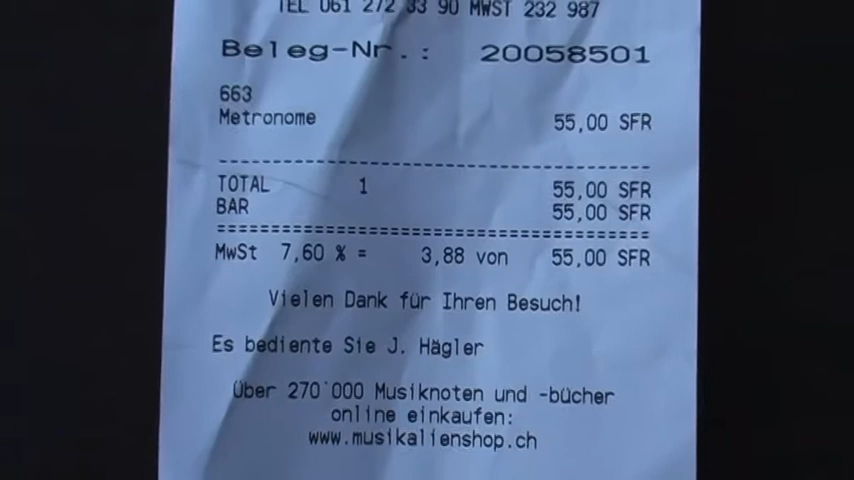 TEL 061 272 33 90 MWST 232 987
Beleg-Nr.: 20058501
663
Metronome 55,00 SFR
TOTAL 1 55,00 SFR
BAR 55,00 SFR
MwSt 7,60 % = 3,88 von 55,00 SFR
Vielen Dank für Ihren Besuch!
Es bediente Sie J. Hägler
Über 270`000 Musiknoten und -bücher
online einkaufen:
www.musikalienshop.ch